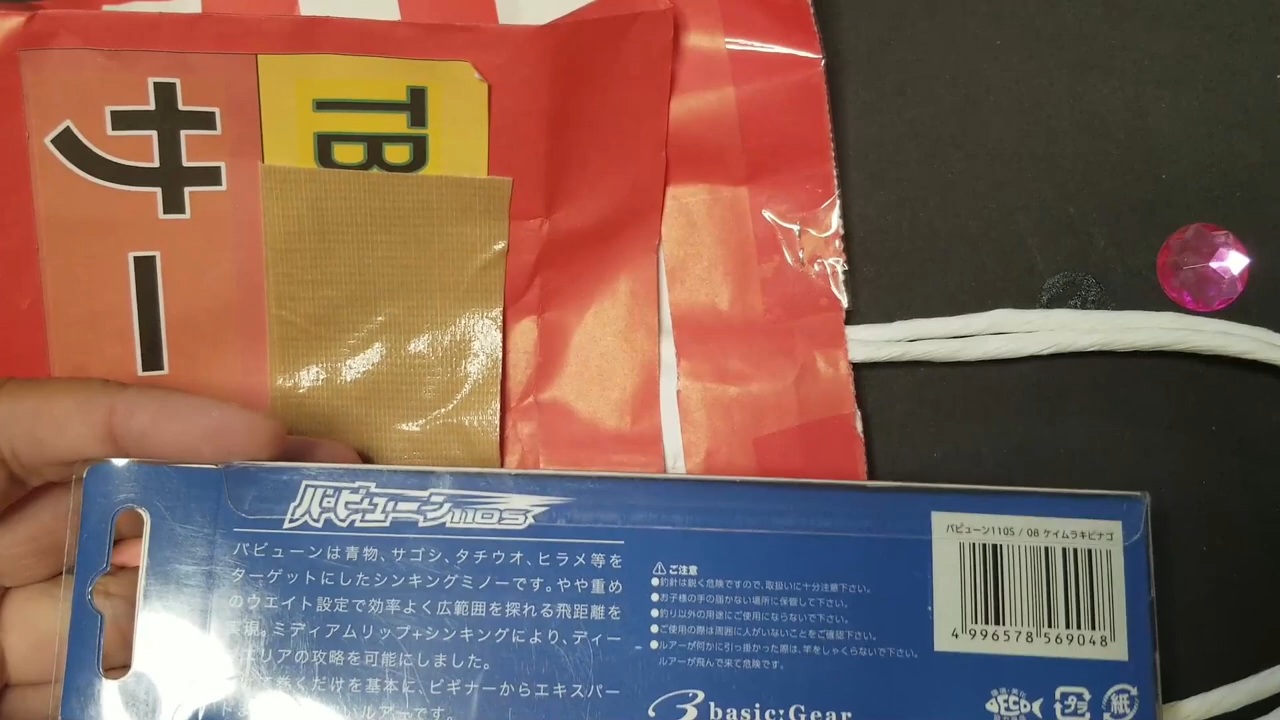 サー
TB
バビューン110S
バビューンは青物、サゴシ、タチウオ、ヒラメ等を
ターゲットにしたシンキングミノーです。やや重め
のウエイト設定で効率よく広範囲を探れる飛距離を
実現。ミディアムリップ+シンキングにより、ディー
エリアの攻略を可能にしました。
巻くだけを基本に、ビギナーからエキスパー
いルアーです。
⚠ご注意
●釣針は鋭く危険ですので、取扱いに十分注意下さい。
●お子様の手の届かない場所に保管して下さい。
●釣り以外の用途にご使用にならないで下さい。
●ご使用の際は周囲に人がいないことをご確認下さい。
●ルアーが何かに引っ掛かった際は、竿をしゃくらないで下さい。
ルアーが飛んで来て危険です。
バビューン110S / 08 ケイムラキビナゴ
4 996578 569048
basic:Gear
ECO
プラ
紙